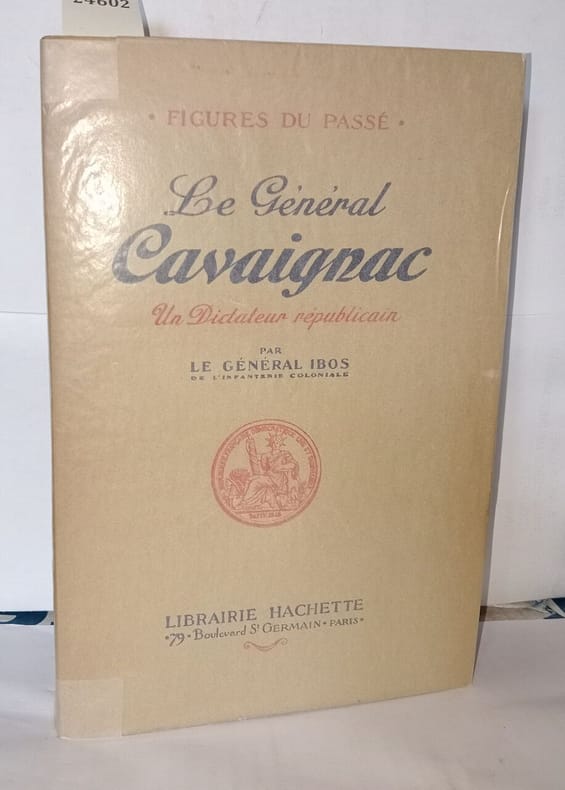 24602
• FIGURES DU PASSÉ •
Le Général
Cavaignac
Un Dictateur républicain
PAR
LE GÉNÉRAL IBOS
DE L'INFANTERIE COLONIALE
LIBRAIRIE HACHETTE
•79• Boulevard St GERMAIN • PARIS •